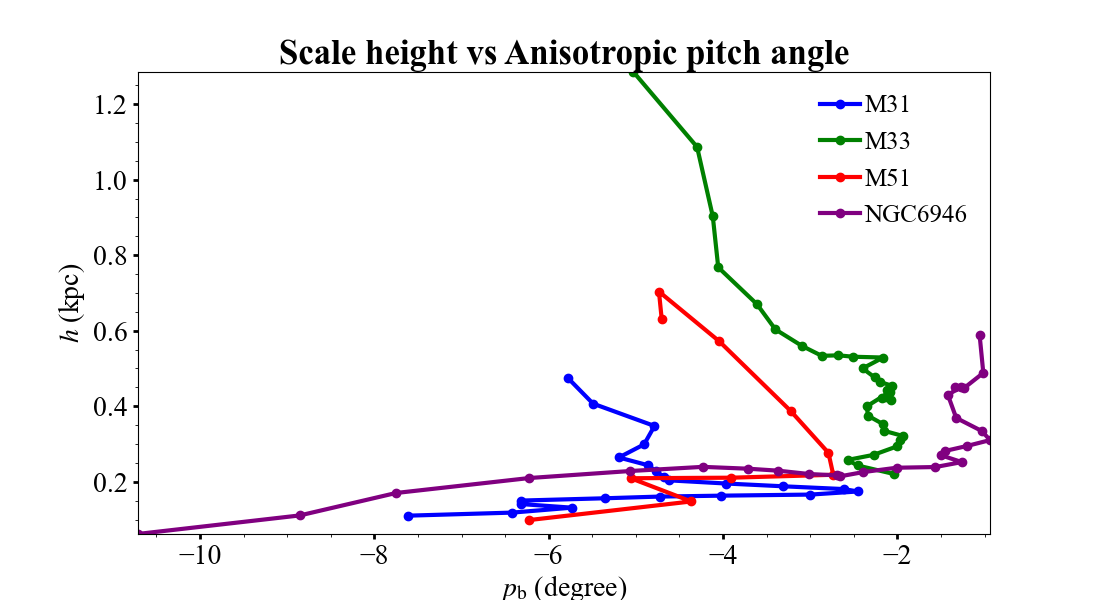 Scale height vs Anisotropic pitch angle
M31
M33
M51
NGC6946
h (kpc)
1.2
1.0
0.8
0.6
0.4
0.2
−10
−8
−6
−4
−2
p_b (degree)